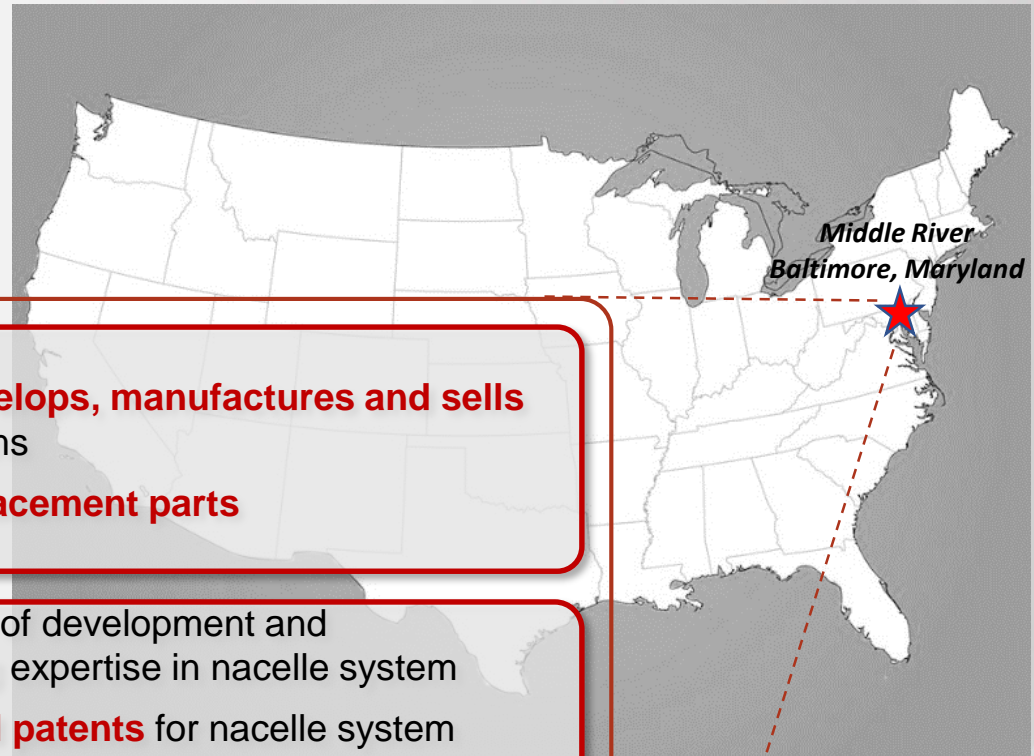 Middle River
Baltimore, Maryland
elops, manufactures and sells
ns
acement parts
of development and
expertise in nacelle system
patents for nacelle system